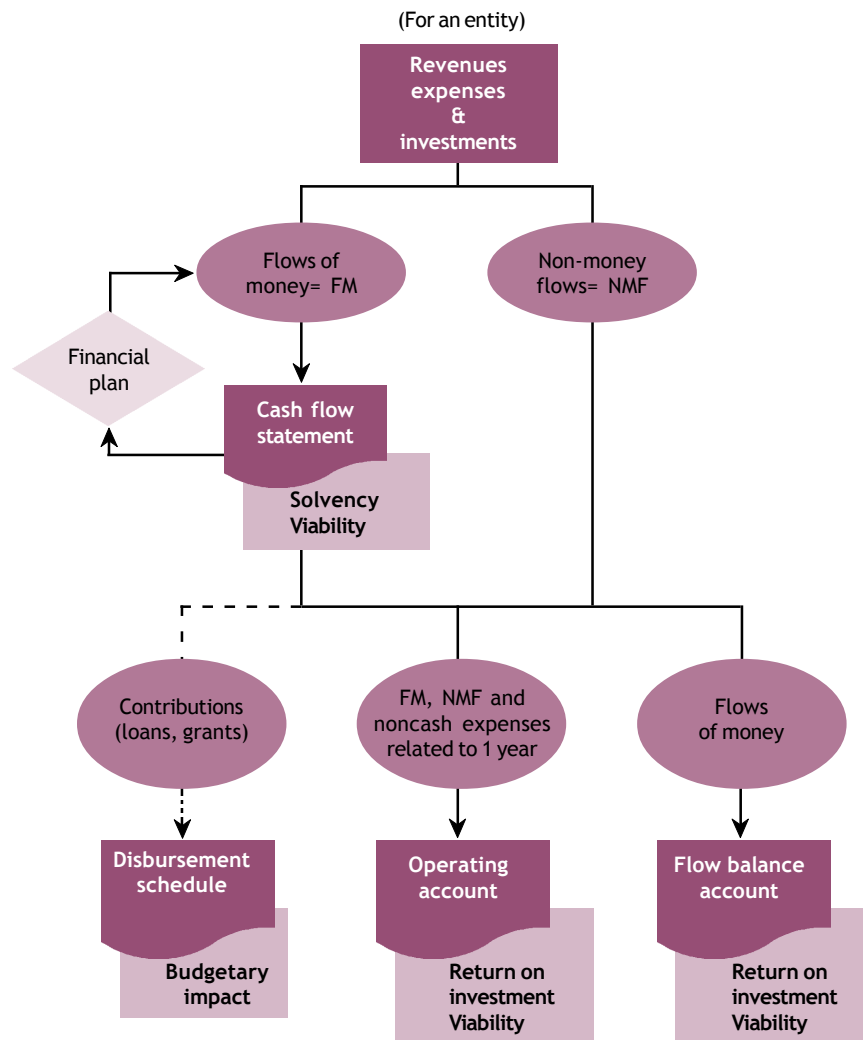 (For an entity)
Revenues
expenses
&
investments
Flows of
money= FM
Non-money
flows= NMF
Financial
plan
Cash flow
statement
Solvency
Viability
Contributions
(loans, grants)
FM, NMF and
noncash expenses
related to 1 year
Flows
of money
Disbursement
schedule
Operating
account
Flow balance
account
Budgetary
impact
Return on
investment
Viability
Return on
investment
Viability